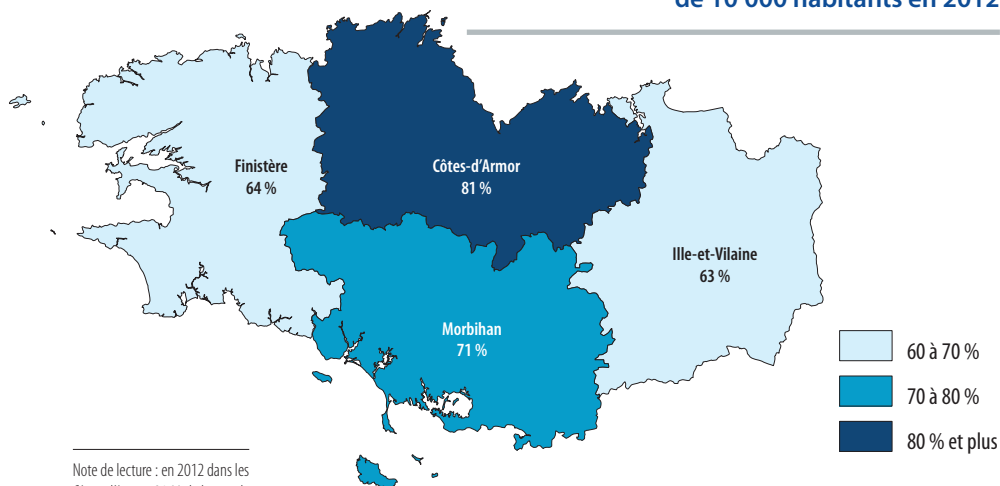 de 10 000 habitants en 2012
Finistère
64 %
Côtes-d’Armor
81 %
Ille-et-Vilaine
63 %
Morbihan
71 %
60 à 70 %
70 à 80 %
80 % et plus
Note de lecture : en 2012 dans les